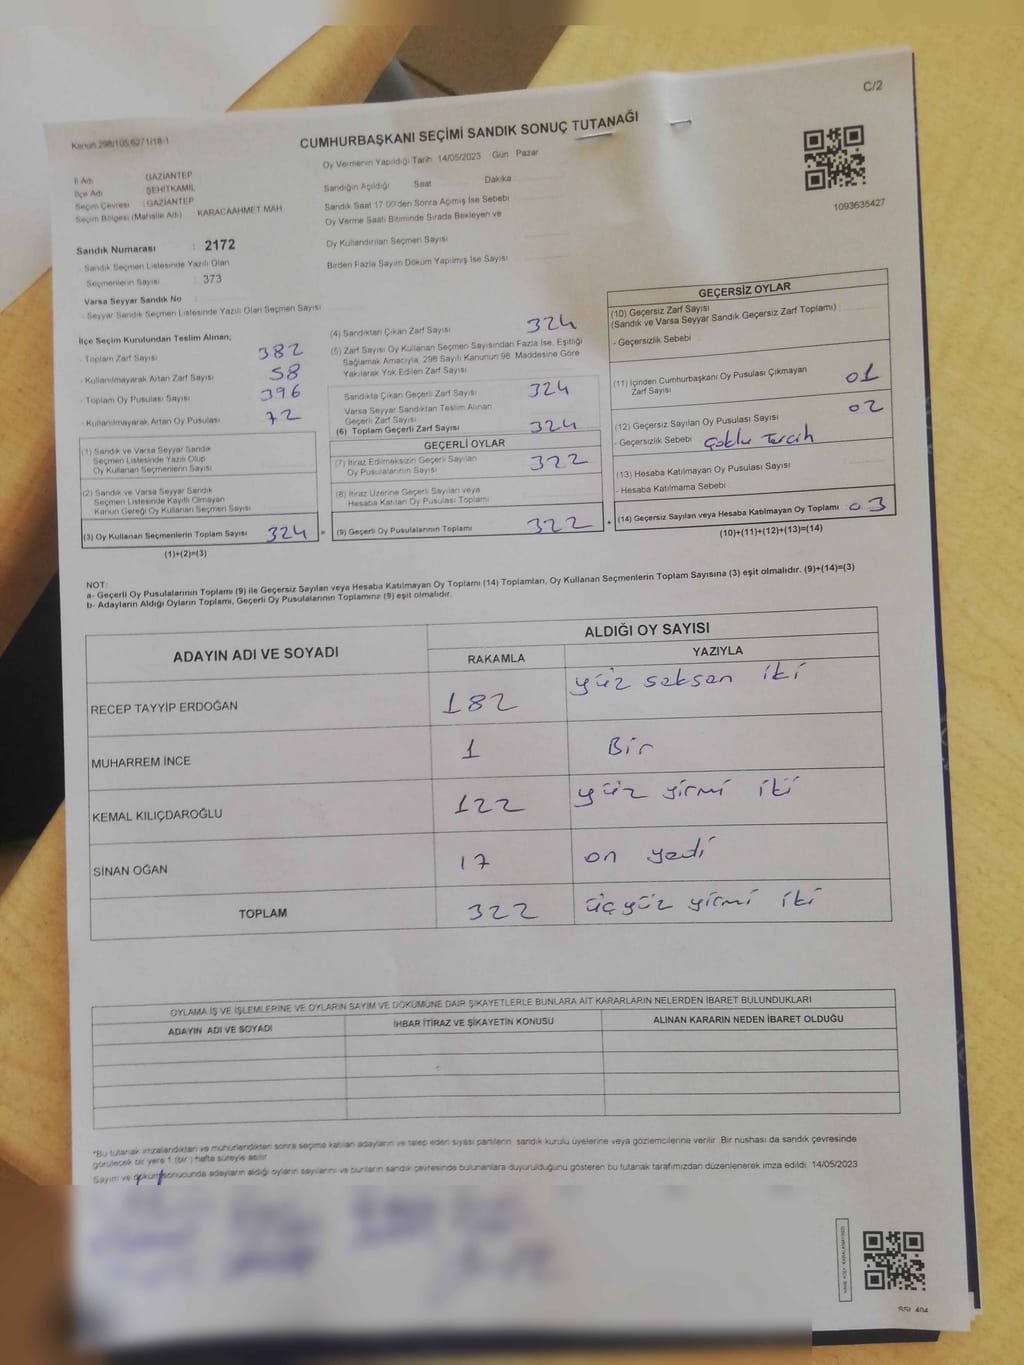 C/2
Kanun 298/105,6271/18-1
CUMHURBAŞKANI SEÇİMİ SANDIK SONUÇ TUTANAĞI
Oy Vermenin Yapıldığı Tarih 14/05/2023 Gün Pazar
İl Adı GAZİANTEP
İlçe Adı ŞEHİTKAMİL
Seçim Çevresi : GAZİANTEP
Seçim Bölgesi (Mahalle Adı) KARACAAHMET MAH.
Sandığın Açıldığı Saat Dakika
Sandık Saat 17:00'den Sonra Açımış İse Sebebi
Oy Verme Saati Bitiminde Sırada Bekleyen ve
Oy Kullandırılan Seçmen Sayısı
Birden Fazla Sayım Döküm Yapılmış İse Sayısı
1093635427
Sandık Numarası : 2172
- Sandık Seçmen Listesinde Yazılı Olan
Seçmenlerin Sayısı : 373
Varsa Seyyar Sandık No :
- Seyyar Sandık Seçmen Listesinde Yazılı Olan Seçmen Sayısı
İlçe Seçim Kurulundan Teslim Alınan;
- Toplam Zarf Sayısı 382
- Kullanılmayarak Artan Zarf Sayısı 58
- Toplam Oy Pusulası Sayısı 396
- Kullanılmayarak Artan Oy Pusulası 72
(1) Sandık ve Varsa Seyyar Sandık
Seçmen Listesinde Yazılı Olup
Oy Kullanan Seçmenlerin Sayısı
(2) Sandık ve Varsa Seyyar Sandık
Seçmen Listesinde Kayıtlı Olmayan
Kanun Gereği Oy Kullanan Seçmen Sayısı
(3) Oy Kullanan Seçmenlerin Toplam Sayısı 324 =
(1)+(2)=(3)
(4) Sandıktan Çıkan Zarf Sayısı 324
(5) Zarf Sayısı Oy Kullanan Seçmen Sayısından Fazla İse, Eşitliği
Sağlamak Amacıyla, 298 Sayılı Kanunun 98. Maddesine Göre
Yakılarak Yok Edilen Zarf Sayısı
Sandıkta Çıkan Geçerli Zarf Sayısı 324
Varsa Seyyar Sandıktan Teslim Alınan
Geçerli Zarf Sayısı
(6) Toplam Geçerli Zarf Sayısı 324
GEÇERLİ OYLAR
(7) İtiraz Edilmeksizin Geçerli Sayılan
Oy Pusulalarının Sayısı 322
(8) İtiraz Üzerine Geçerli Sayılan veya
Hesaba Katılan Oy Pusulası Toplamı
(9) Geçerli Oy Pusulalarının Toplamı 322 +
GEÇERSİZ OYLAR
(10) Geçersiz Zarf Sayısı
(Sandık ve Varsa Seyyar Sandık Geçersiz Zarf Toplamı)
- Geçersizlik Sebebi
(11) İçinden Cumhurbaşkanı Oy Pusulası Çıkmayan
Zarf Sayısı 01
(12) Geçersiz Sayılan Oy Pusulası Sayısı 02
- Geçersizlik Sebebi Çoklu Tercih
(13) Hesaba Katılmayan Oy Pusulası Sayısı
- Hesaba Katılmama Sebebi
(14) Geçersiz Sayılan veya Hesaba Katılmayan Oy Toplamı 03
(10)+(11)+(12)+(13)=(14)
NOT:
a- Geçerli Oy Pusulalarının Toplamı (9) ile Geçersiz Sayılan veya Hesaba Katılmayan Oy Toplamı (14) Toplamları, Oy Kullanan Seçmenlerin Toplam Sayısına (3) eşit olmalıdır. (9)+(14)=(3)
b- Adayların Aldığı Oyların Toplamı, Geçerli Oy Pusulalarının Toplamına (9) eşit olmalıdır.
ADAYIN ADI VE SOYADI ALDIĞI OY SAYISI
RAKAMLA YAZIYLA
RECEP TAYYİP ERDOĞAN 182 yüz seksen iki
MUHARREM İNCE 1 Bir
KEMAL KILIÇDAROĞLU 122 yüz yirmi iki
SİNAN OĞAN 17 on yedi
TOPLAM 322 üçyüz yirmi iki
OYLAMA İŞ VE İŞLEMLERİNE VE OYLARIN SAYIM VE DÖKÜMÜNE DAİR ŞİKAYETLERLE BUNLARA AİT KARARLARIN NELERDEN İBARET BULUNDUKLARI
ADAYIN ADI VE SOYADI İHBAR İTİRAZ VE ŞİKAYETİN KONUSU ALINAN KARARIN NEDEN İBARET OLDUĞU
*Bu tutanak imzalandıktan ve mühürlendikten sonra seçime katılan adayların ve talep eden siyasi partilerin sandık kurulu üyelerine veya gözlemcilerine verilir. Bir nüshası da sandık çevresinde
görülecek bir yere 1 (bir) hafta süreyle asılır.
Sayım ve döküm sonucunda adayların aldığı oyların sayılarını ve bunların sandık çevresinde bulunanlara duyurulduğunu gösteren bu tutanak tarafımızdan düzenlenerek imza edildi. 14/05/2023